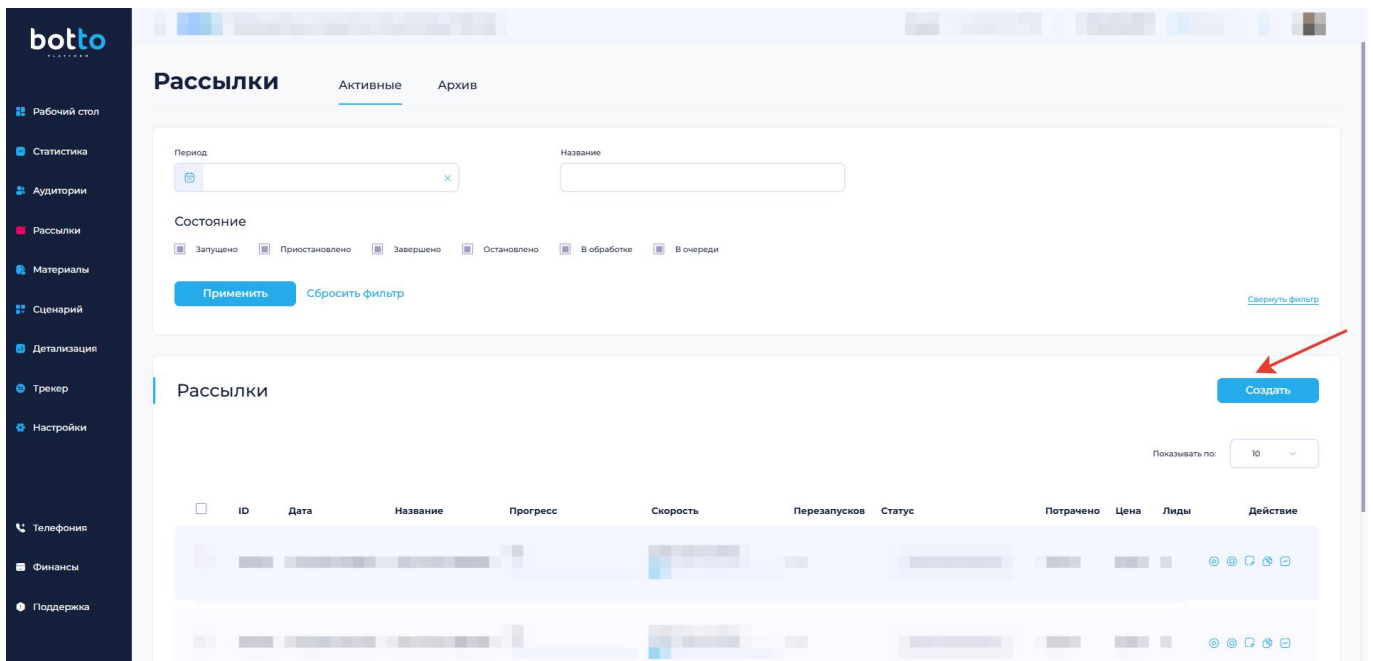 botto
PLATFORM
Рабочий стол
Статистика
Аудитории
Рассылки
Материалы
Сценарий
Детализация
Трекер
Настройки
Телефония
Финансы
Поддержка
Рассылки Активные Архив
Период Название
Состояние
Запущено Приостановлено Завершено Остановлено В обработке В очереди
Применить Сбросить фильтр
Свернуть фильтр
Рассылки Создать
Показывать по: 10
ID Дата Название Прогресс Скорость Перезапусков Статус Потрачено Цена Лиды Действие